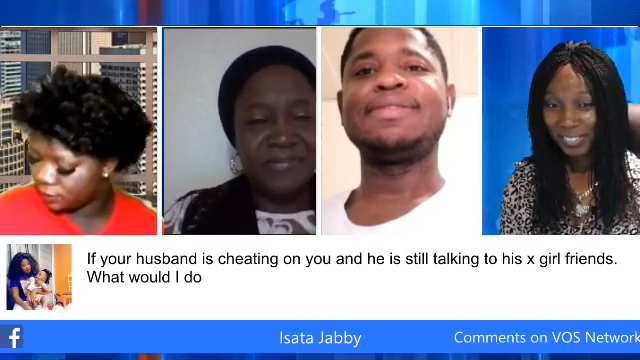 If your husband is cheating on you and he is still talking to his x girl friends.
What would I do
Isata Jabby
Comments on VOS Network